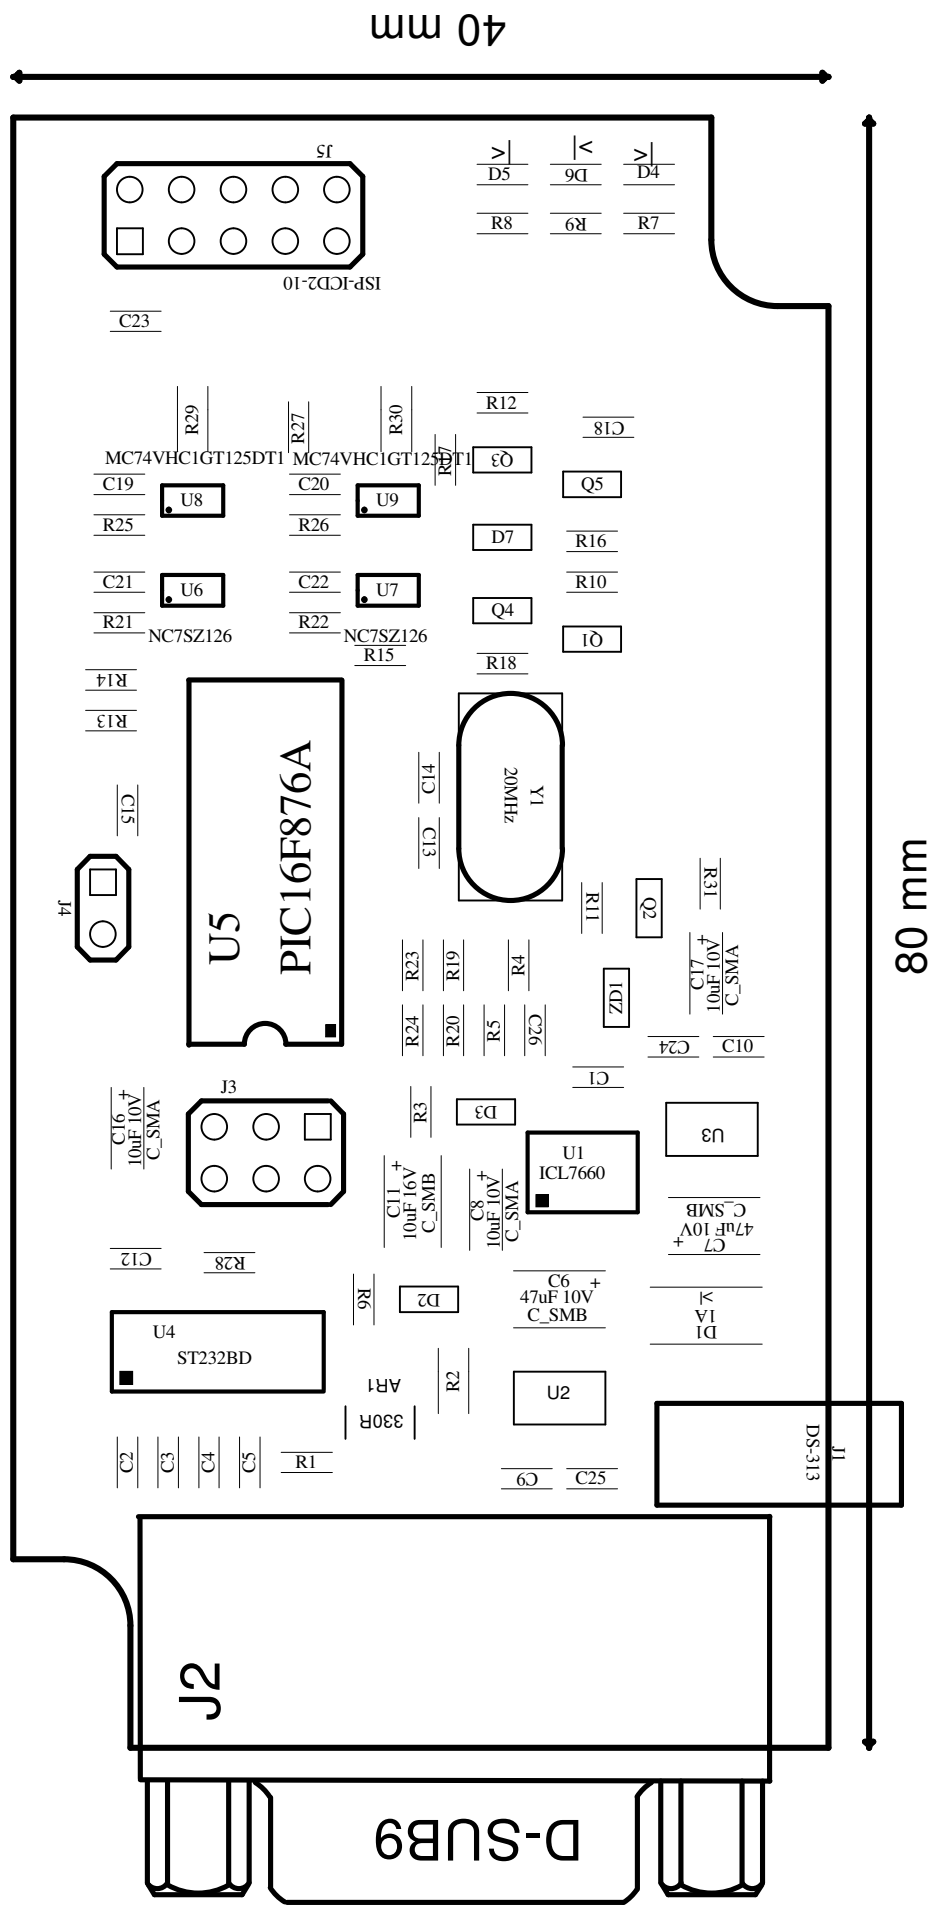 40 mm
J5
D5
D6
D4
R8
R9
R7
ISP-ICD2-10
C23
R29
R27
R30
R12
C18
MC74VHC1GT125DT1
MC74VHC1GT125DT1
R17
Q3
C19
U8
C20
U9
Q5
R25
R26
D7
R16
C21
U6
C22
U7
R10
R21
R22
Q4
NC7SZ126
NC7SZ126
Q1
R15
R18
R14
R13
C15
U5
PIC16F876A
C14
C13
Y1
20MHz
J4
R11
Q2
R31
R23
R19
R4
C17 +
10uF 10V
C_SMA
ZD1
80 mm
R24
R20
R5
C26
C24
C10
C1
C16 +
10uF 10V
C_SMA
J3
R3
D3
U1
ICL7660
U3
C11 +
10uF 16V
C_SMB
C8 +
10uF 10V
C_SMA
C7 +
47uF 10V
C_SMB
C12
R28
R6
D2
C6 +
47uF 10V
C_SMB
D1
1A
U4
ST232BD
AR1
330R
R2
U2
J1
DS-313
C2
C3
C4
C5
R1
C9
C25
J2
D-SUB9